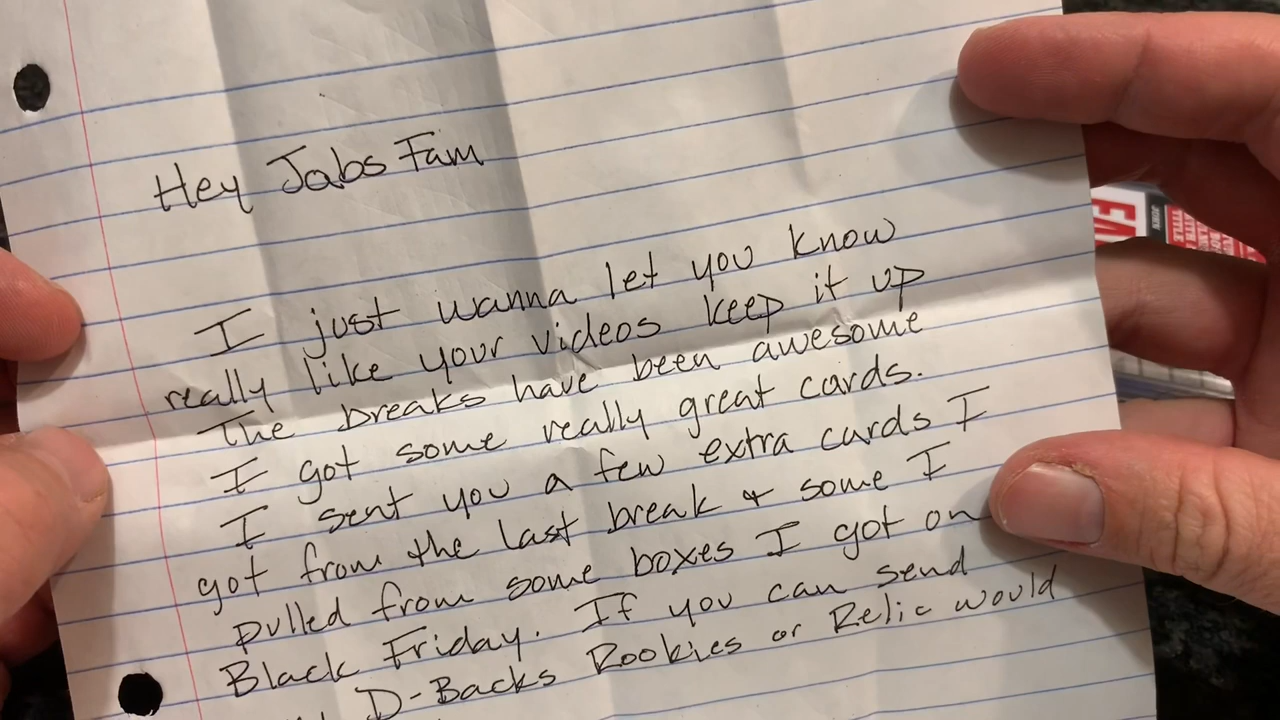 Hey Jabs Fam
I just wanna let you know
really like your videos keep it up
The breaks have been awesome
I got some really great cards.
I sent you a few extra cards I
got from the last break & some I
pulled from some boxes I got on
Black Friday. If you can send
D-Backs Rookies or Relic would